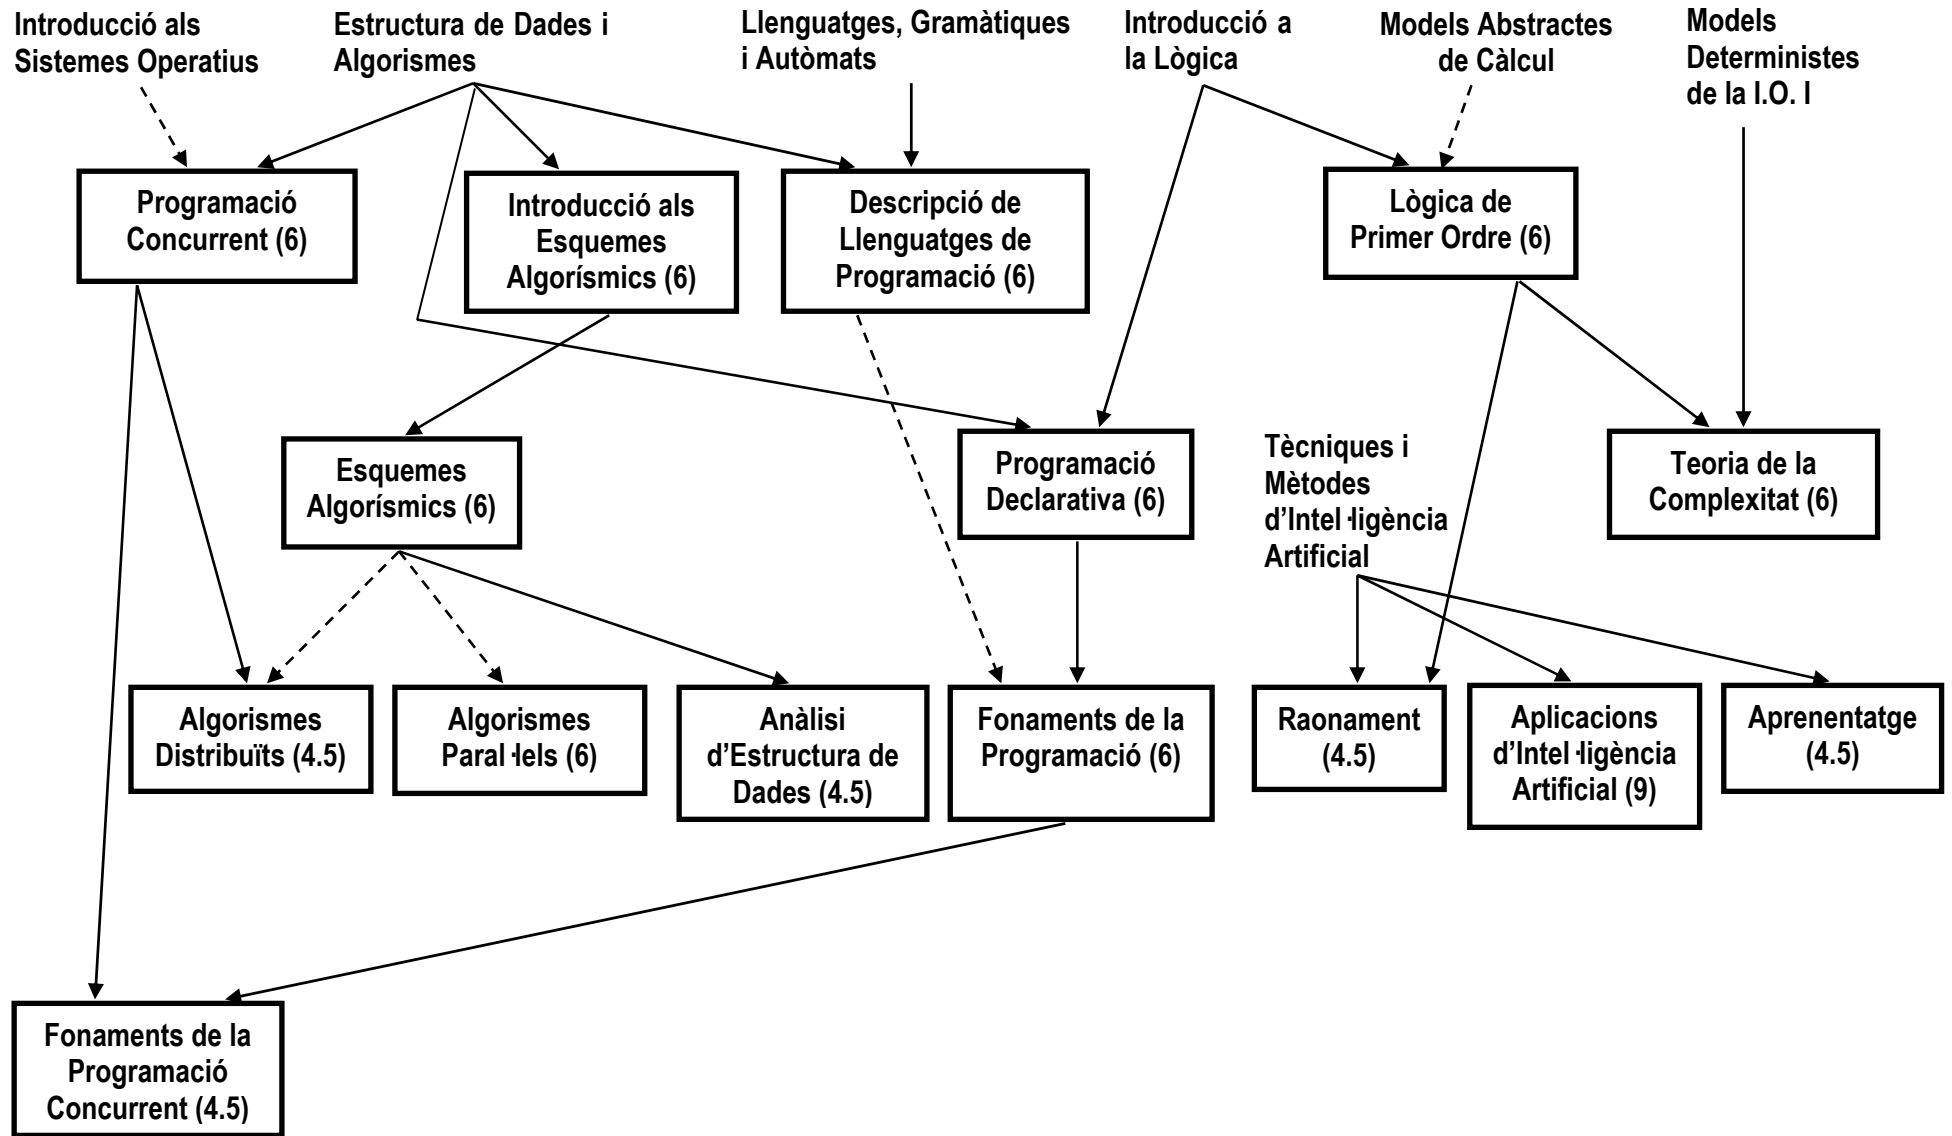 Introducció als
Sistemes Operatius
Estructura de Dades i
Algorismes
Llenguatges, Gramàtiques
i Autòmats
Introducció a
la Lògica
Models Abstractes
de Càlcul
Models
Deterministes
de la I.O. I
Programació
Concurrent (6)
Introducció als
Esquemes
Algorísmics (6)
Descripció de
Llenguatges de
Programació (6)
Lògica de
Primer Ordre (6)
Esquemes
Algorísmics (6)
Programació
Declarativa (6)
Tècniques i
Mètodes
d’Intel·ligència
Artificial
Teoria de la
Complexitat (6)
Algorismes
Distribuïts (4.5)
Algorismes
Paral·lels (6)
Anàlisi
d’Estructura de
Dades (4.5)
Fonaments de la
Programació (6)
Raonament
(4.5)
Aplicacions
d’Intel·ligència
Artificial (9)
Aprenentatge
(4.5)
Fonaments de la
Programació
Concurrent (4.5)